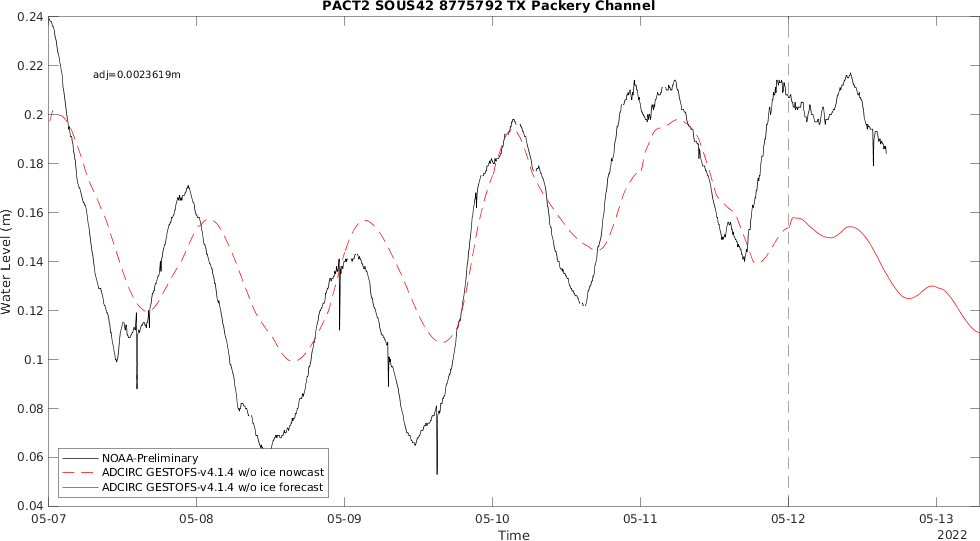 PACT2 SOUS42 8775792 TX Packery Channel
0.24
0.22
adj=0.0023619m
0.2
0.18
0.16
Water Level (m)
0.14
0.12
0.1
0.08
0.06
0.04
NOAA-Preliminary
ADCIRC GESTOFS-v4.1.4 w/o ice nowcast
ADCIRC GESTOFS-v4.1.4 w/o ice forecast
05-07 05-08 05-09 05-10 05-11 05-12 05-13
Time
2022